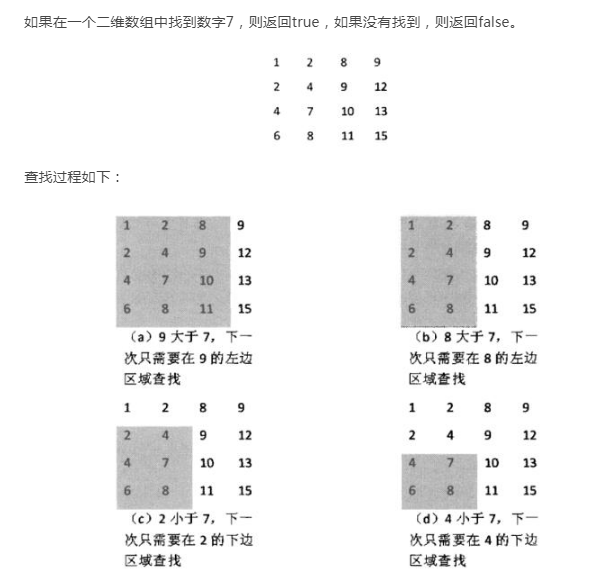 如果在一个二维数组中找到数字7，则返回true，如果没有找到，则返回false。
1 2 8 9
2 4 9 12
4 7 10 13
6 8 11 15
查找过程如下：
1 2 8 9
2 4 9 12
4 7 10 13
6 8 11 15
（a）9 大于 7，下一
次只需要在 9 的左边
区域查找
1 2 8 9
2 4 9 12
4 7 10 13
6 8 11 15
（b）8 大于 7，下一
次只需要在 8 的左边
区域查找
1 2 8 9
2 4 9 12
4 7 10 13
6 8 11 15
（c）2 小于 7，下一
次只需要在 2 的下边
区域查找
1 2 8 9
2 4 9 12
4 7 10 13
6 8 11 15
（d）4 小于 7，下一
次只需要在 4 的下边
区域查找